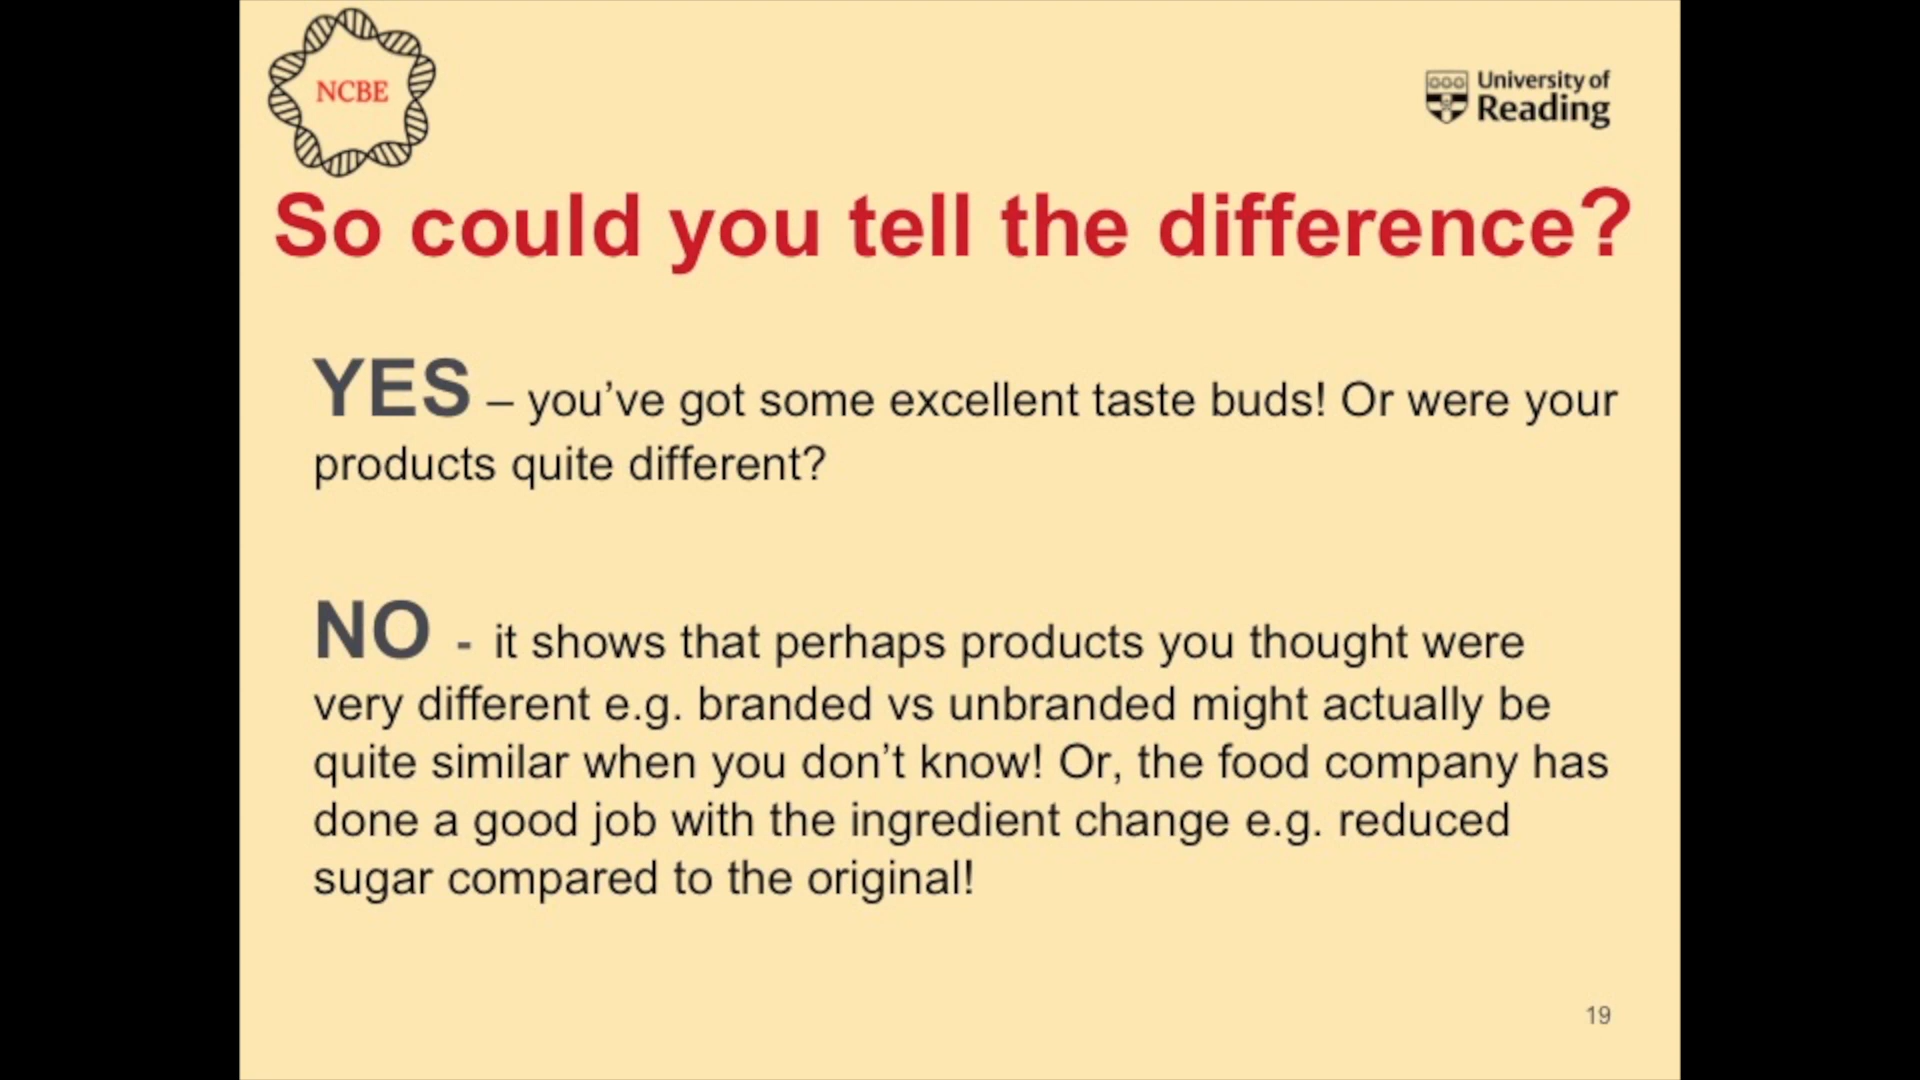 NCBE
University of
Reading
So could you tell the difference?
YES – you’ve got some excellent taste buds! Or were your
products quite different?
NO - it shows that perhaps products you thought were
very different e.g. branded vs unbranded might actually be
quite similar when you don’t know! Or, the food company has
done a good job with the ingredient change e.g. reduced
sugar compared to the original!
19